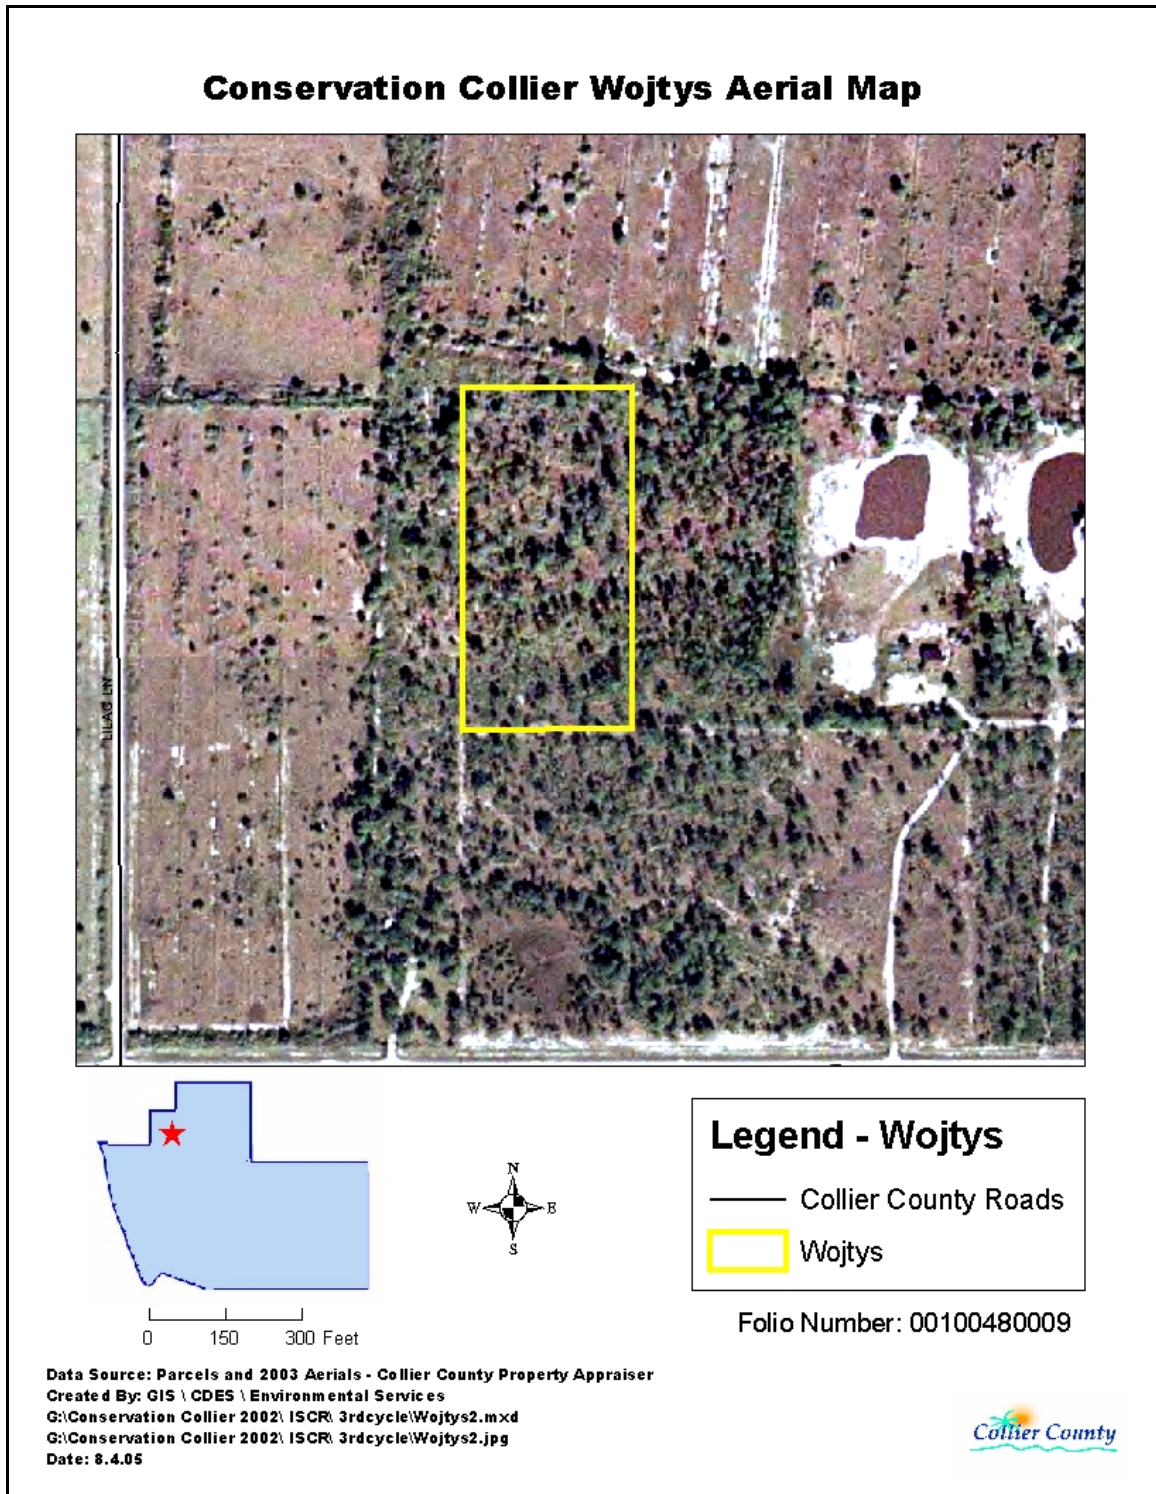 Conservation Collier Wojtys Aerial Map
LILAC LN
N
W E
S
0 150 300 Feet
Legend - Wojtys
Collier County Roads
Wojtys
Folio Number: 00100480009
Data Source: Parcels and 2003 Aerials - Collier County Property Appraiser
Created By: GIS \ CDES \ Environmental Services
G:\Conservation Collier 2002\ ISCR\ 3rdcycle\Wojtys2.mxd
G:\Conservation Collier 2002\ ISCR\ 3rdcycle\Wojtys2.jpg
Date: 8.4.05
Collier County